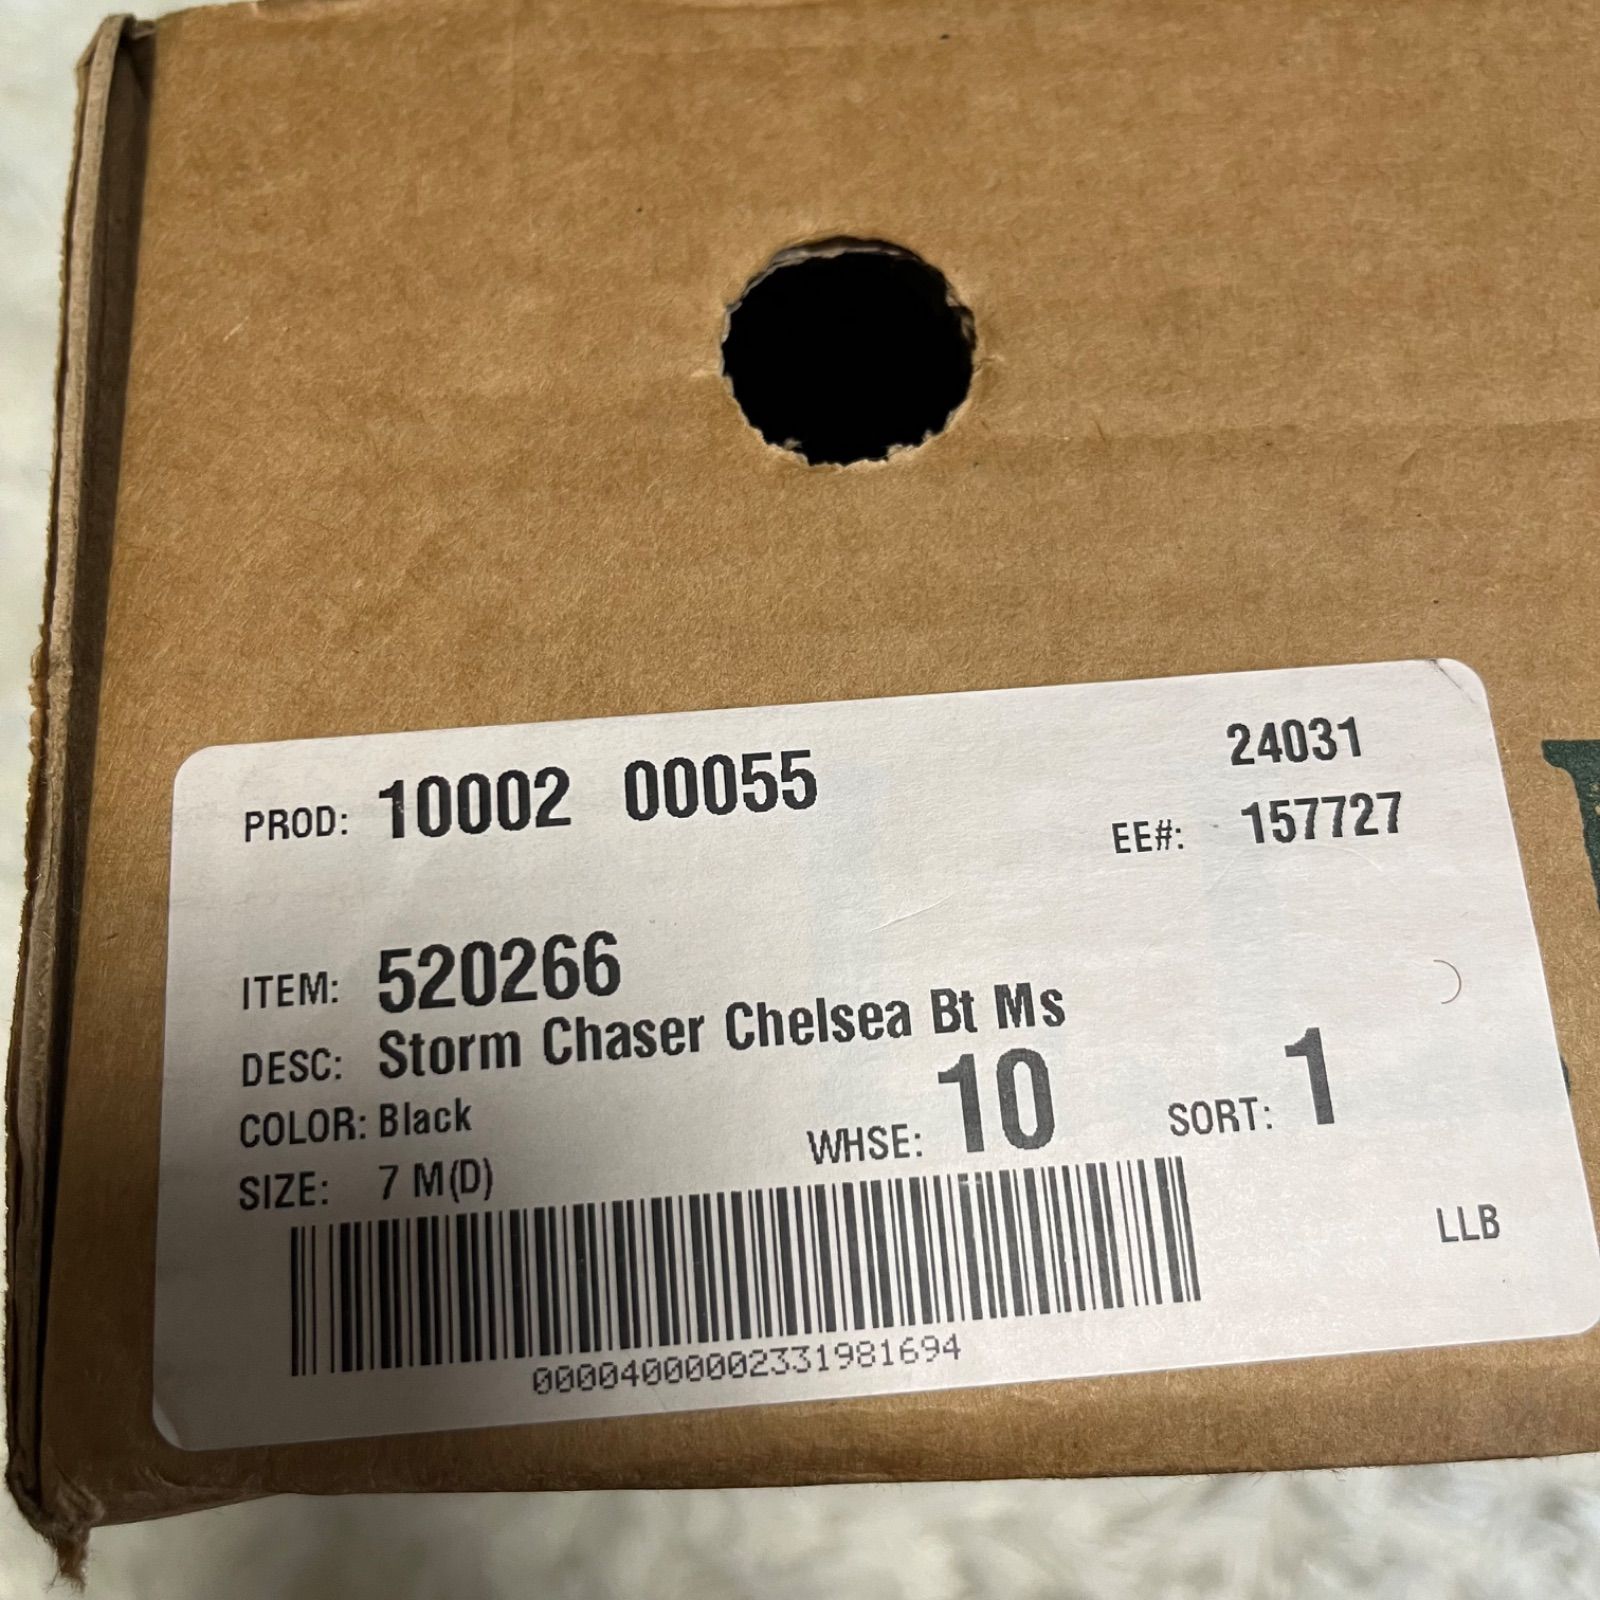 24031
PROD: 10002 00055
EE#: 157727
ITEM: 520266
DESC: Storm Chaser Chelsea Bt Ms
COLOR: Black
WHSE: 10 SORT: 1
SIZE: 7 M(D)
LLB
00004000002331981694